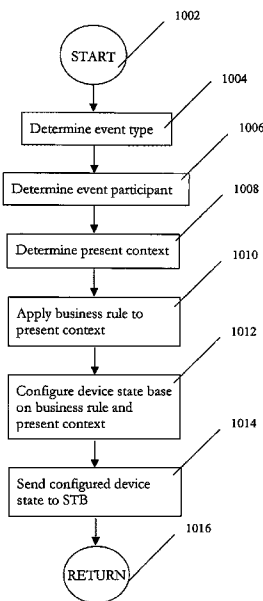 1002
START
1004
Determine event type
1006
Determine event participant
1008
Determine present context
1010
Apply business rule to
present context
1012
Configure device state base
on business rule and
present context
1014
Send configured device
state to STB
1016
RETURN